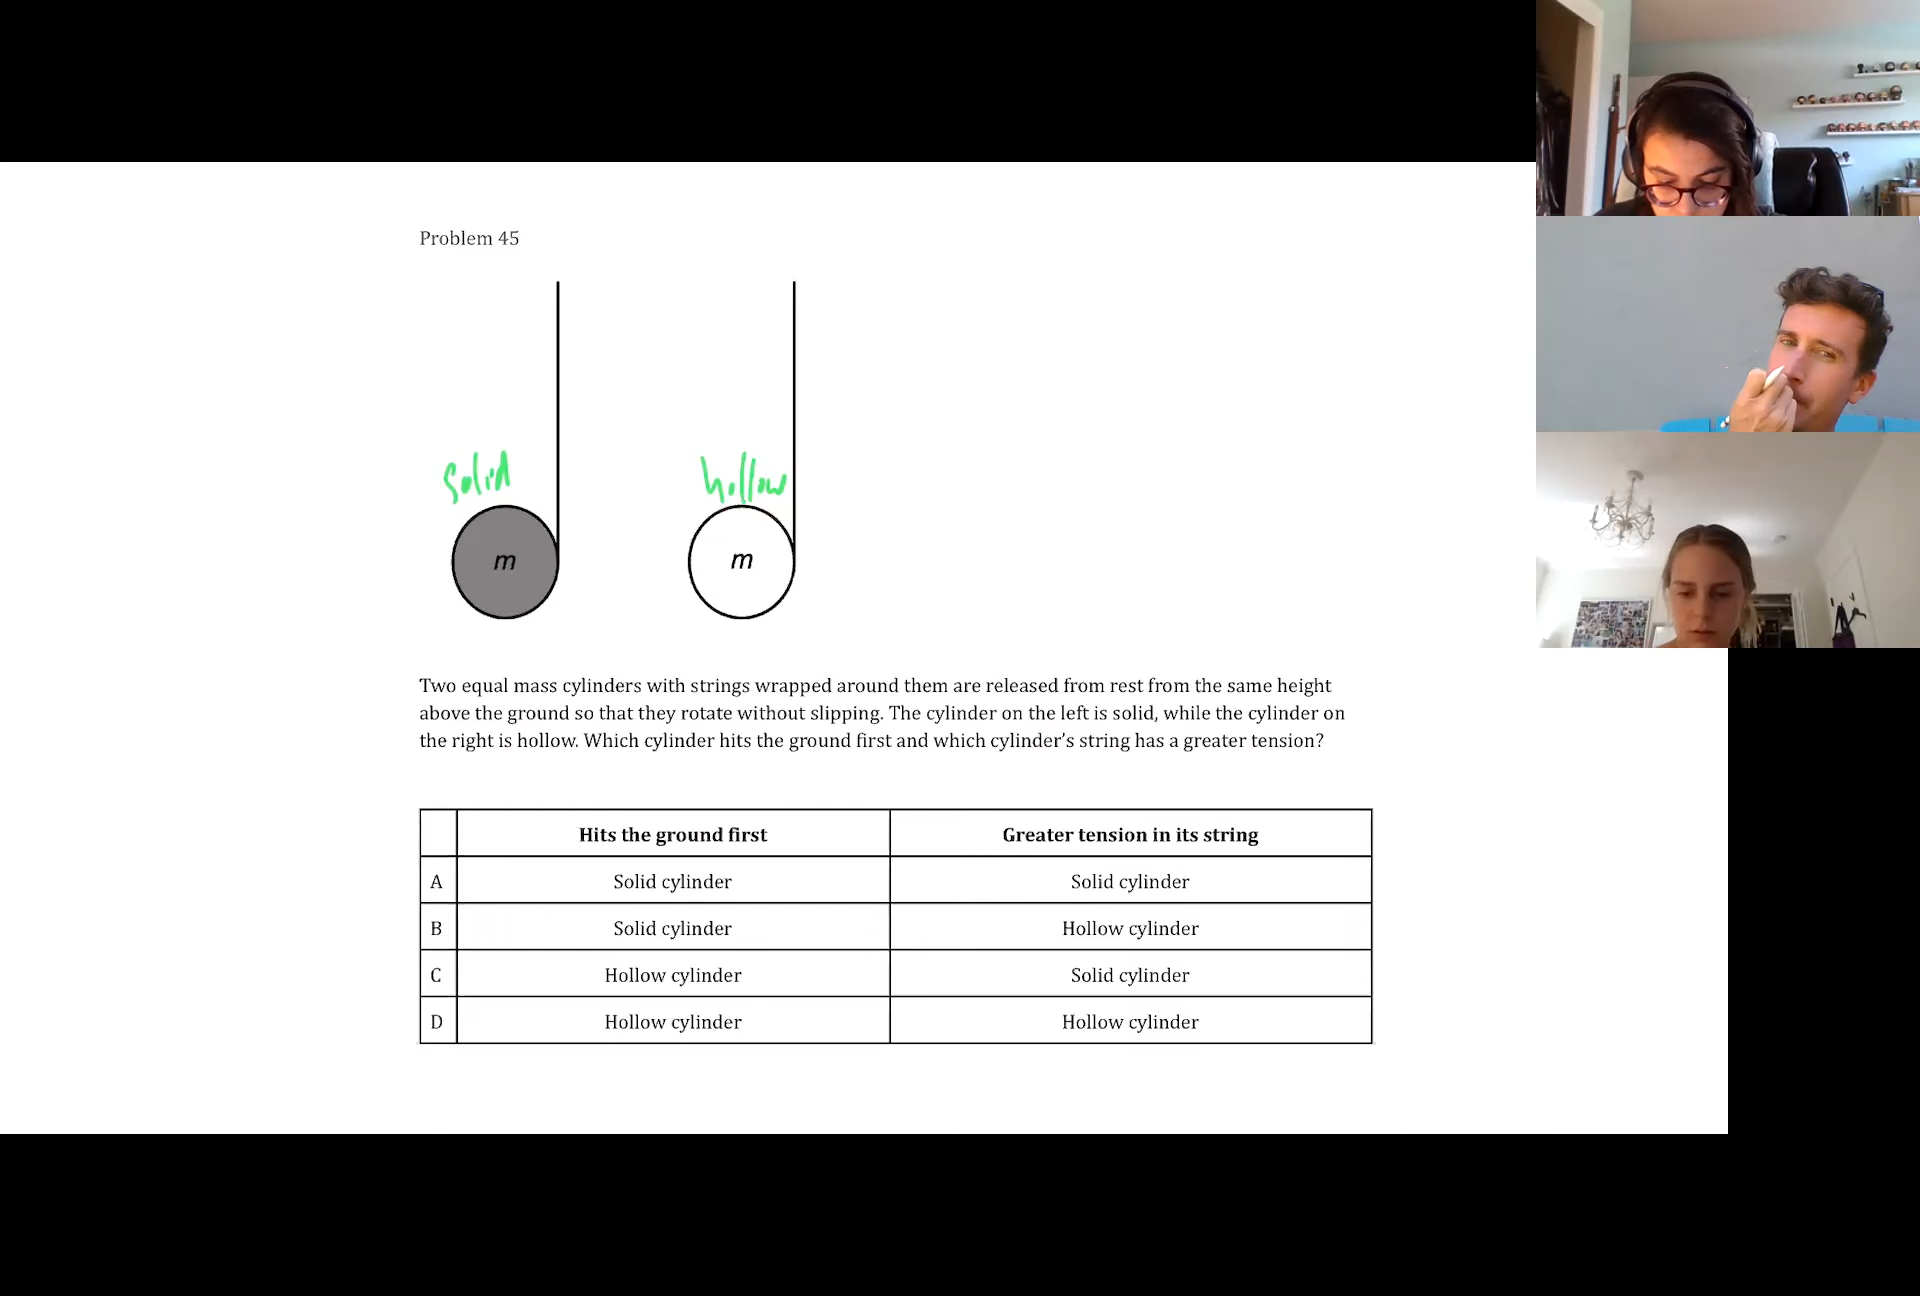 Problem 45
solid
hollow
m
m
Two equal mass cylinders with strings wrapped around them are released from rest from the same height
above the ground so that they rotate without slipping. The cylinder on the left is solid, while the cylinder on
the right is hollow. Which cylinder hits the ground first and which cylinder's string has a greater tension?
Hits the ground first Greater tension in its string
A Solid cylinder Solid cylinder
B Solid cylinder Hollow cylinder
C Hollow cylinder Solid cylinder
D Hollow cylinder Hollow cylinder